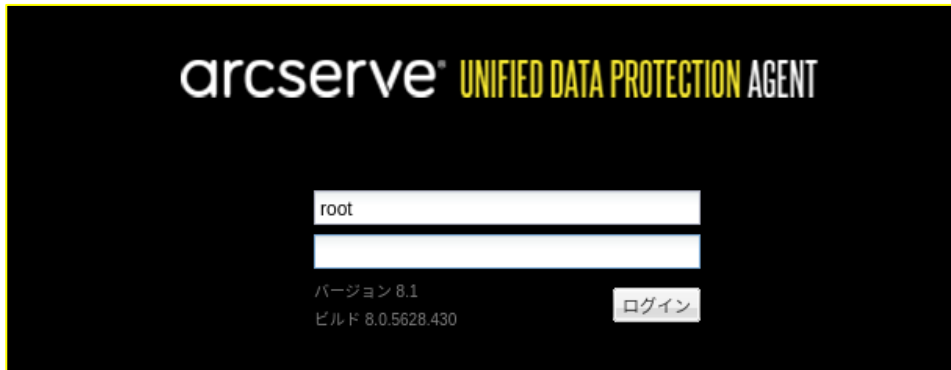 arcserve® UNIFIED DATA PROTECTION AGENT
root
バージョン 8.1
ビルド 8.0.5628.430
ログイン